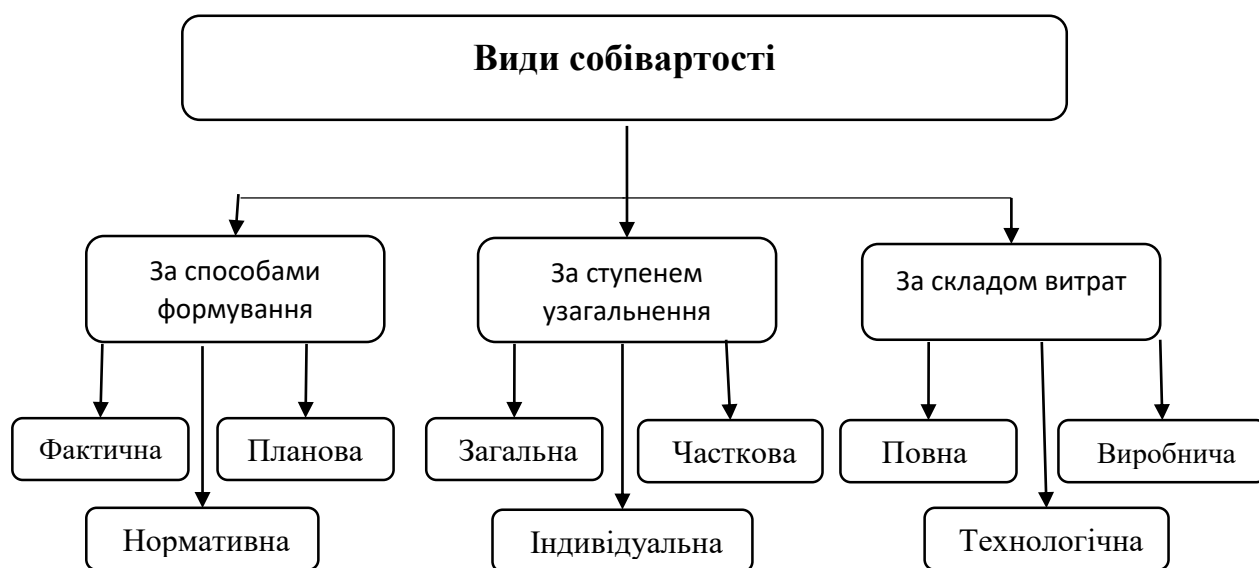 Види собівартості
За способами
формування
За ступенем
узагальнення
За складом витрат
Фактична
Планова
Загальна
Часткова
Повна
Виробнича
Нормативна
Індивідуальна
Технологічна